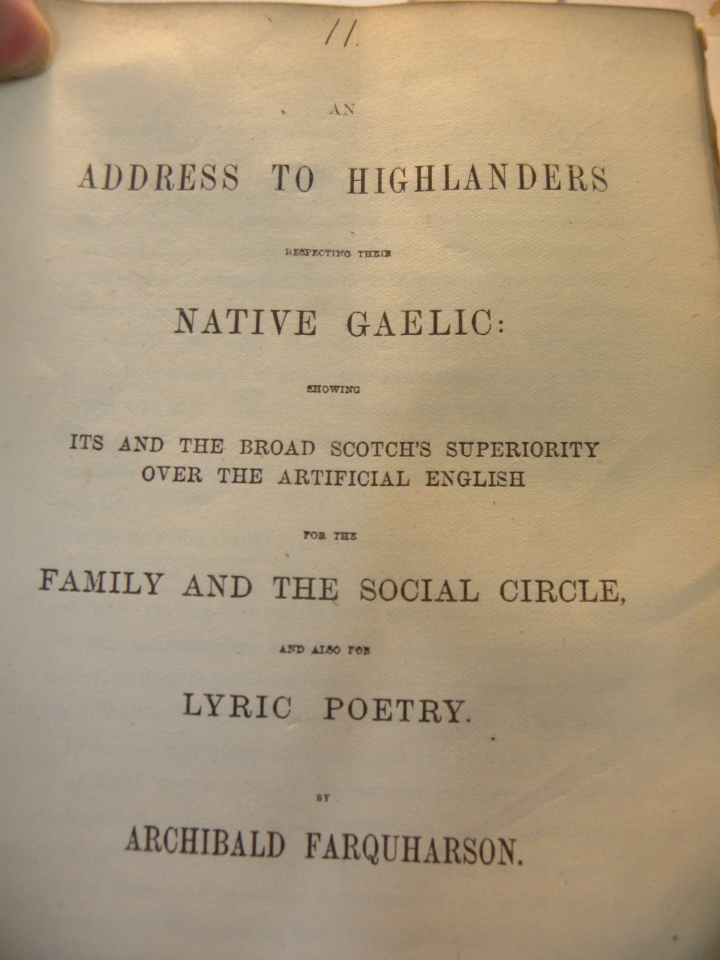 11.
AN
ADDRESS TO HIGHLANDERS
RESPECTING THEIR
NATIVE GAELIC:
SHOWING
ITS AND THE BROAD SCOTCH'S SUPERIORITY
OVER THE ARTIFICIAL ENGLISH
FOR THE
FAMILY AND THE SOCIAL CIRCLE,
AND ALSO FOR
LYRIC POETRY.
BY
ARCHIBALD FARQUHARSON.